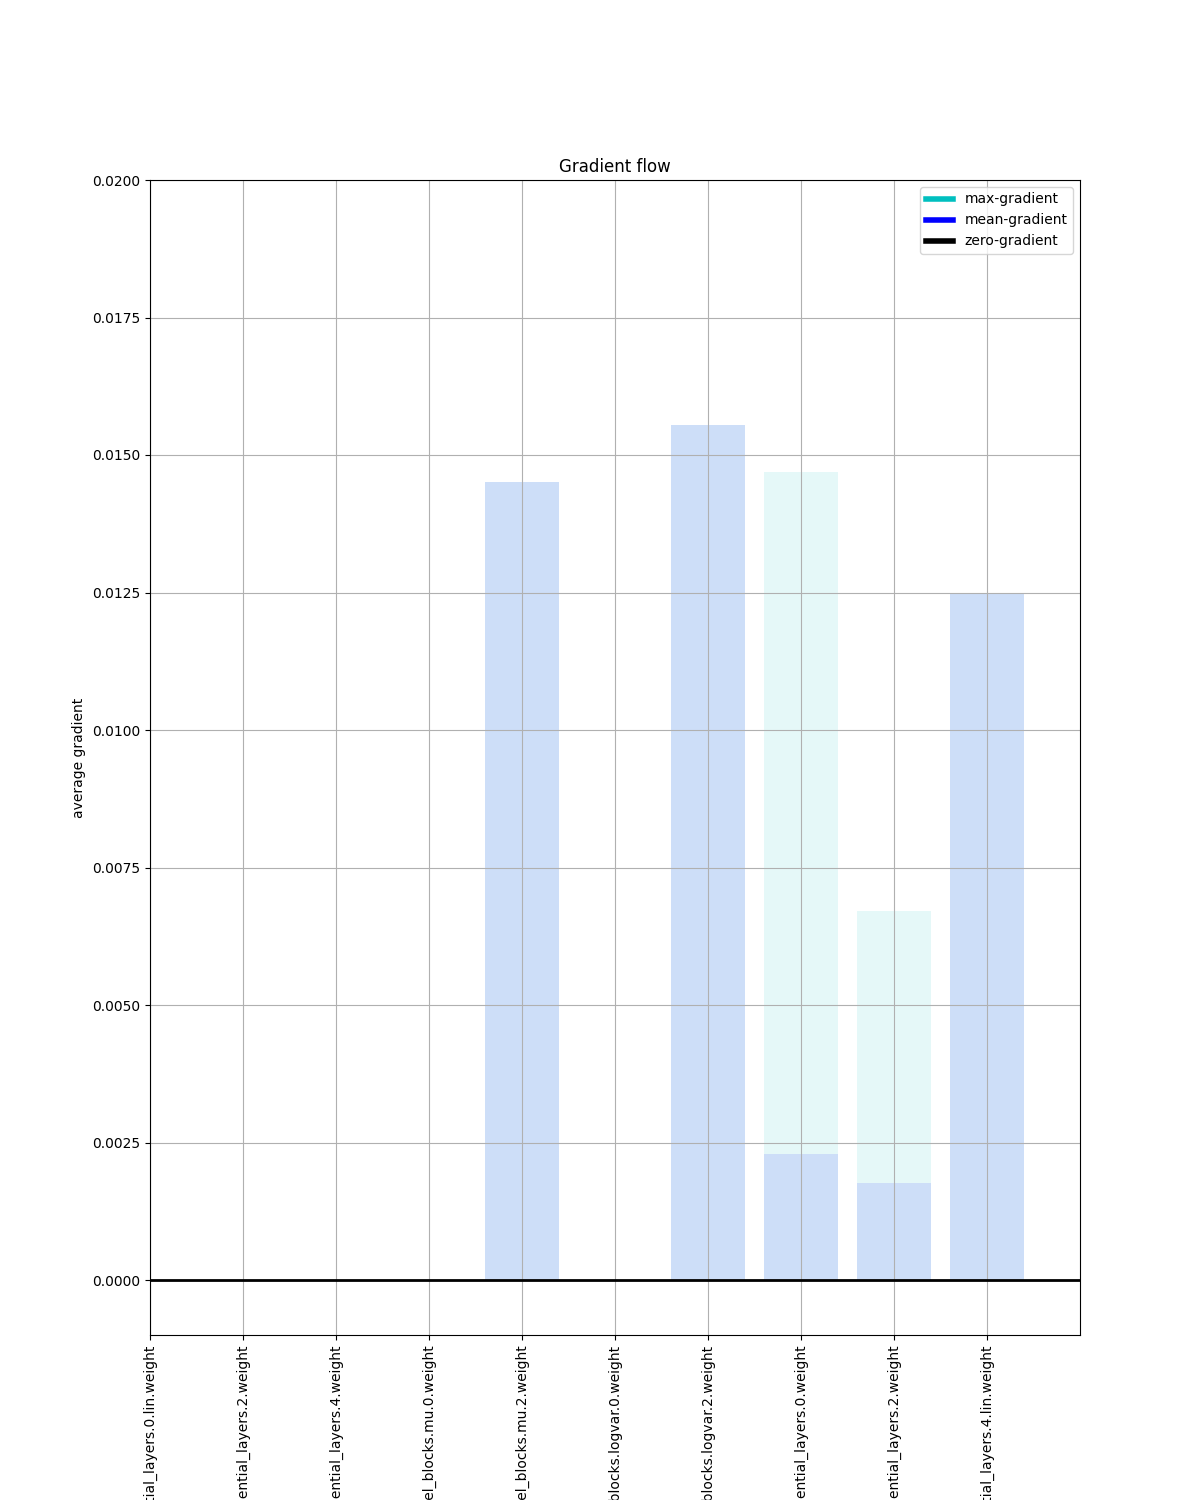 Gradient flow
max-gradient
mean-gradient
zero-gradient
0.0200
0.0175
0.0150
0.0125
0.0100
0.0075
0.0050
0.0025
0.0000
average gradient
tial_layers.0.lin.weight
ential_layers.2.weight
ential_layers.4.weight
el_blocks.mu.0.weight
el_blocks.mu.2.weight
blocks.logvar.0.weight
blocks.logvar.2.weight
ential_layers.0.weight
ential_layers.2.weight
tial_layers.4.lin.weight